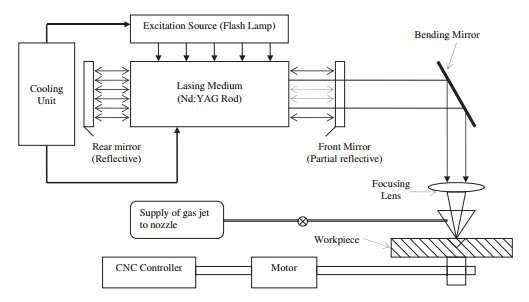 Excitation Source (Flash Lamp)
Bending Mirror
Cooling
Unit
Lasing Medium
(Nd:YAG Rod)
Rear mirror
(Reflective)
Front Mirror
(Partial reflective)
Focusing
Lens
Supply of gas jet
to nozzle
Workpiece
CNC Controller
Motor